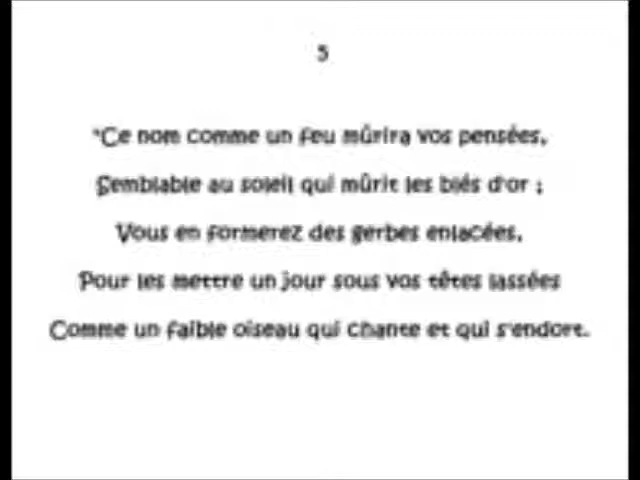 5
"Ce nom comme un feu mûrira vos pensées,
Semblable au soleil qui mûrit les blés d'or ;
Vous en formerez des gerbes enlacées,
Pour les mettre un jour sous vos têtes lassées
Comme un faible oiseau qui chante et qui s'endort.